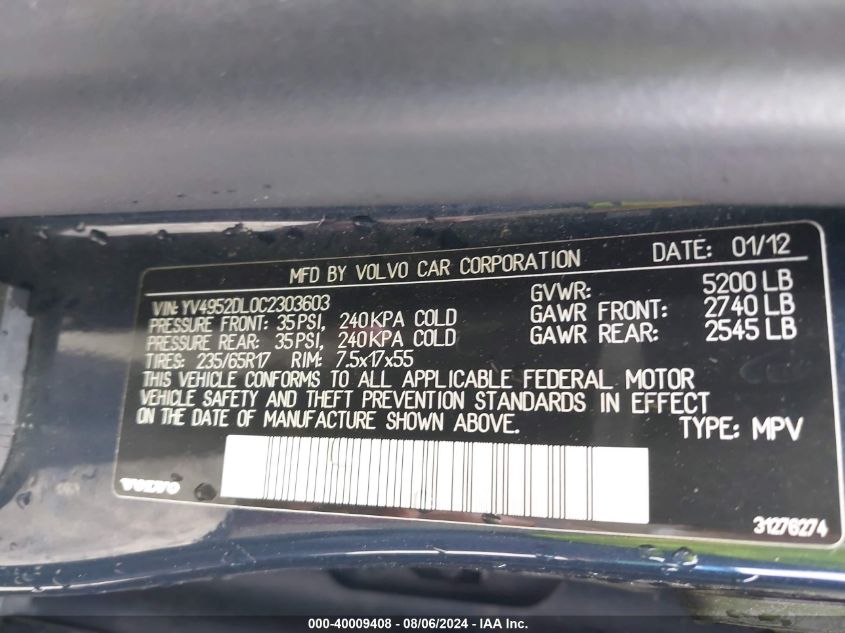 MFD BY VOLVO CAR CORPORATION DATE: 01/12
VIN: YV4952DL0C2303603 GVWR: 5200 LB
PRESSURE FRONT: 35PSI, 240KPA COLD GAWR FRONT: 2740 LB
PRESSURE REAR: 35PSI, 240KPA COLD GAWR REAR: 2545 LB
TIRES: 235/65R17 RIM: 7.5x17x55
THIS VEHICLE CONFORMS TO ALL APPLICABLE FEDERAL MOTOR
VEHICLE SAFETY AND THEFT PREVENTION STANDARDS IN EFFECT
ON THE DATE OF MANUFACTURE SHOWN ABOVE. TYPE: MPV
VOLVO
31276274
000-40009408 - 08/06/2024 - IAA Inc.